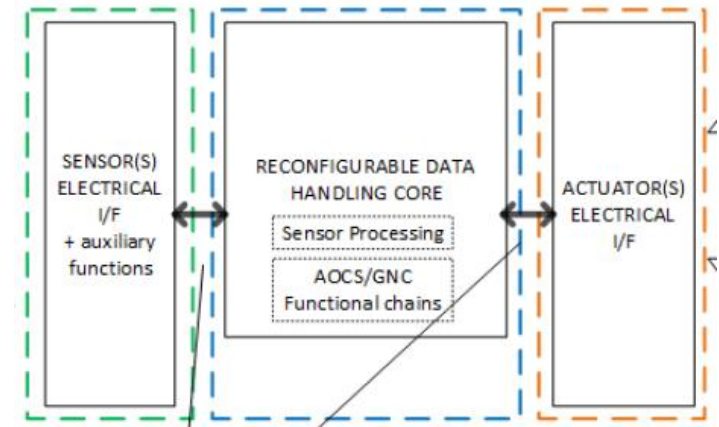 SENSOR(S)
ELECTRICAL
I/F
+ auxiliary
functions
RECONFIGURABLE DATA
HANDLING CORE
Sensor Processing
AOCS/GNC
Functional chains
ACTUATOR(S)
ELECTRICAL
I/F